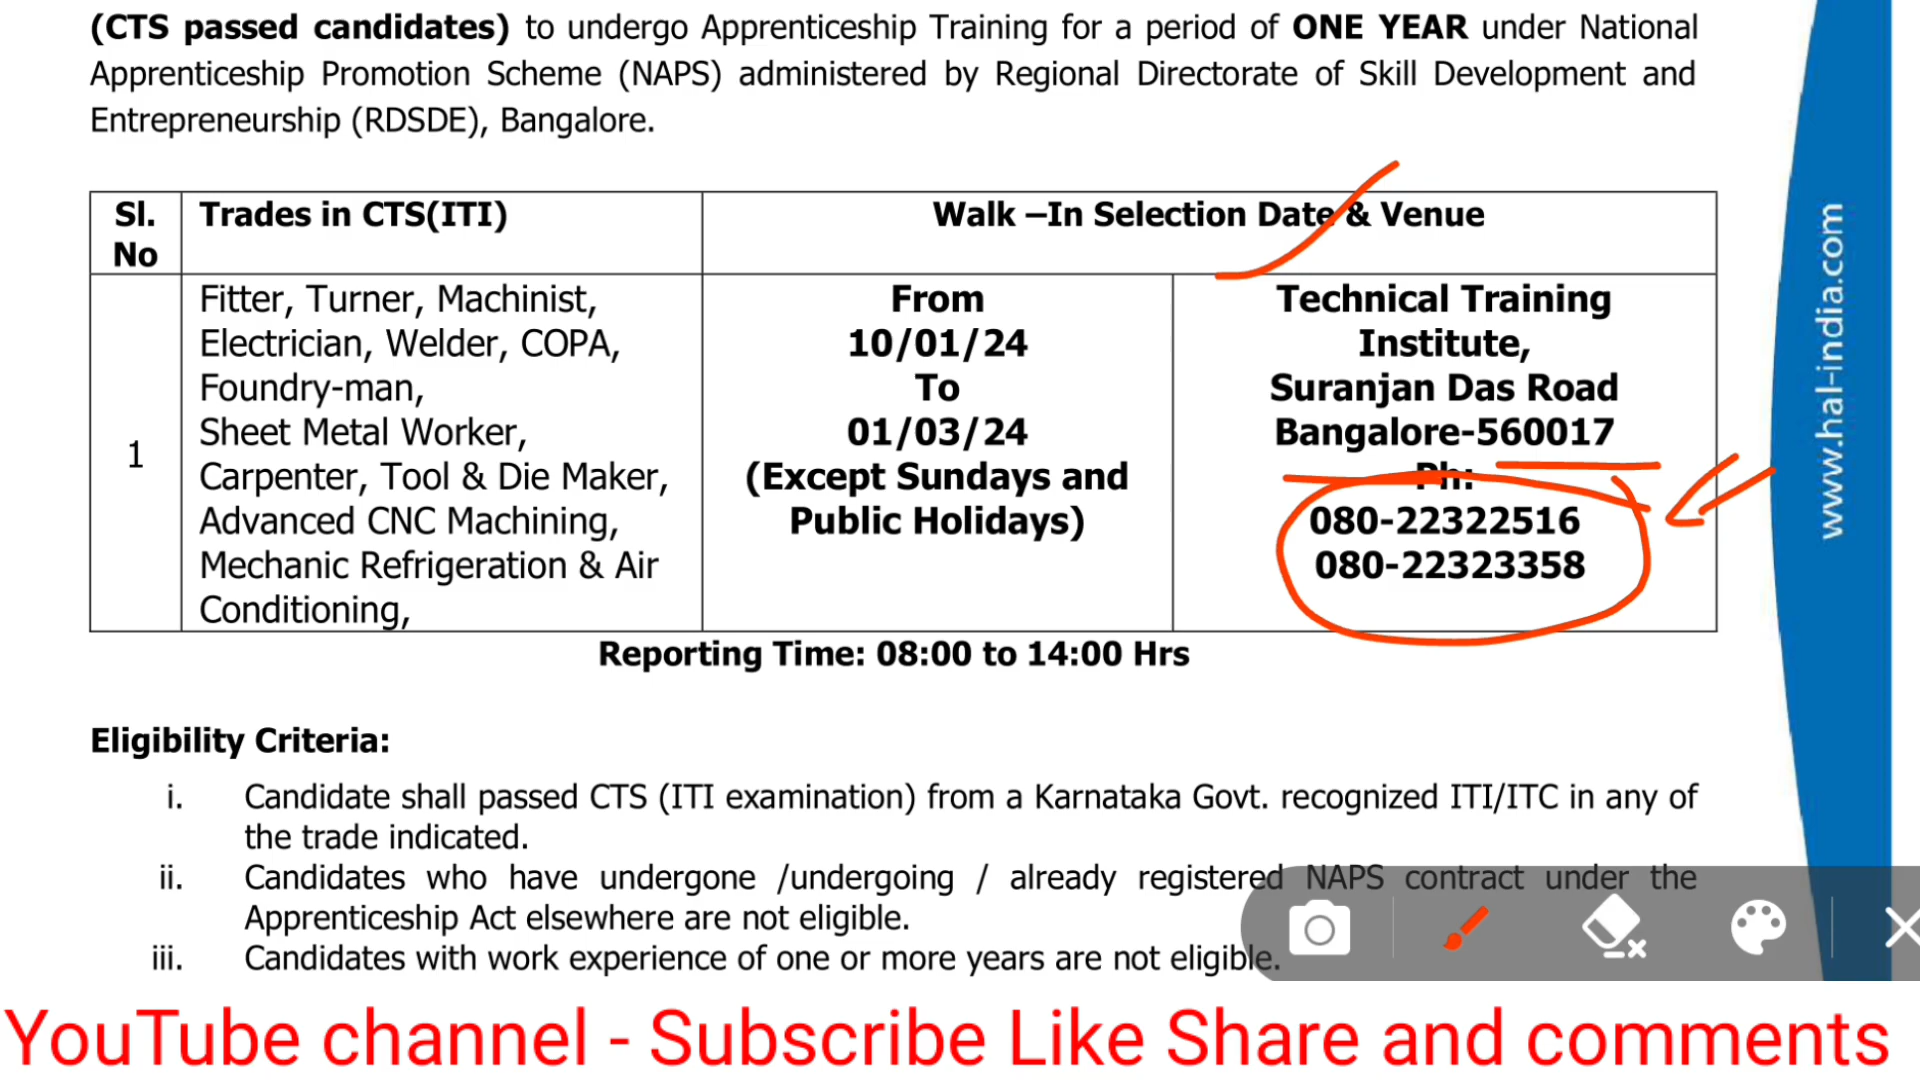 (CTS passed candidates) to undergo Apprenticeship Training for a period of ONE YEAR under National
Apprenticeship Promotion Scheme (NAPS) administered by Regional Directorate of Skill Development and
Entrepreneurship (RDSDE), Bangalore.
Sl.
No
Trades in CTS(ITI)
Walk –In Selection Date & Venue
1
Fitter, Turner, Machinist,
Electrician, Welder, COPA,
Foundry-man,
Sheet Metal Worker,
Carpenter, Tool & Die Maker,
Advanced CNC Machining,
Mechanic Refrigeration & Air
Conditioning,
From
10/01/24
To
01/03/24
(Except Sundays and
Public Holidays)
Technical Training
Institute,
Suranjan Das Road
Bangalore-560017
Ph:
080-22322516
080-22323358
Reporting Time: 08:00 to 14:00 Hrs
Eligibility Criteria:
i. Candidate shall passed CTS (ITI examination) from a Karnataka Govt. recognized ITI/ITC in any of
the trade indicated.
ii. Candidates who have undergone /undergoing / already registered NAPS contract under the
Apprenticeship Act elsewhere are not eligible.
iii. Candidates with work experience of one or more years are not eligible.
www.hal-india.com
YouTube channel - Subscribe Like Share and comments